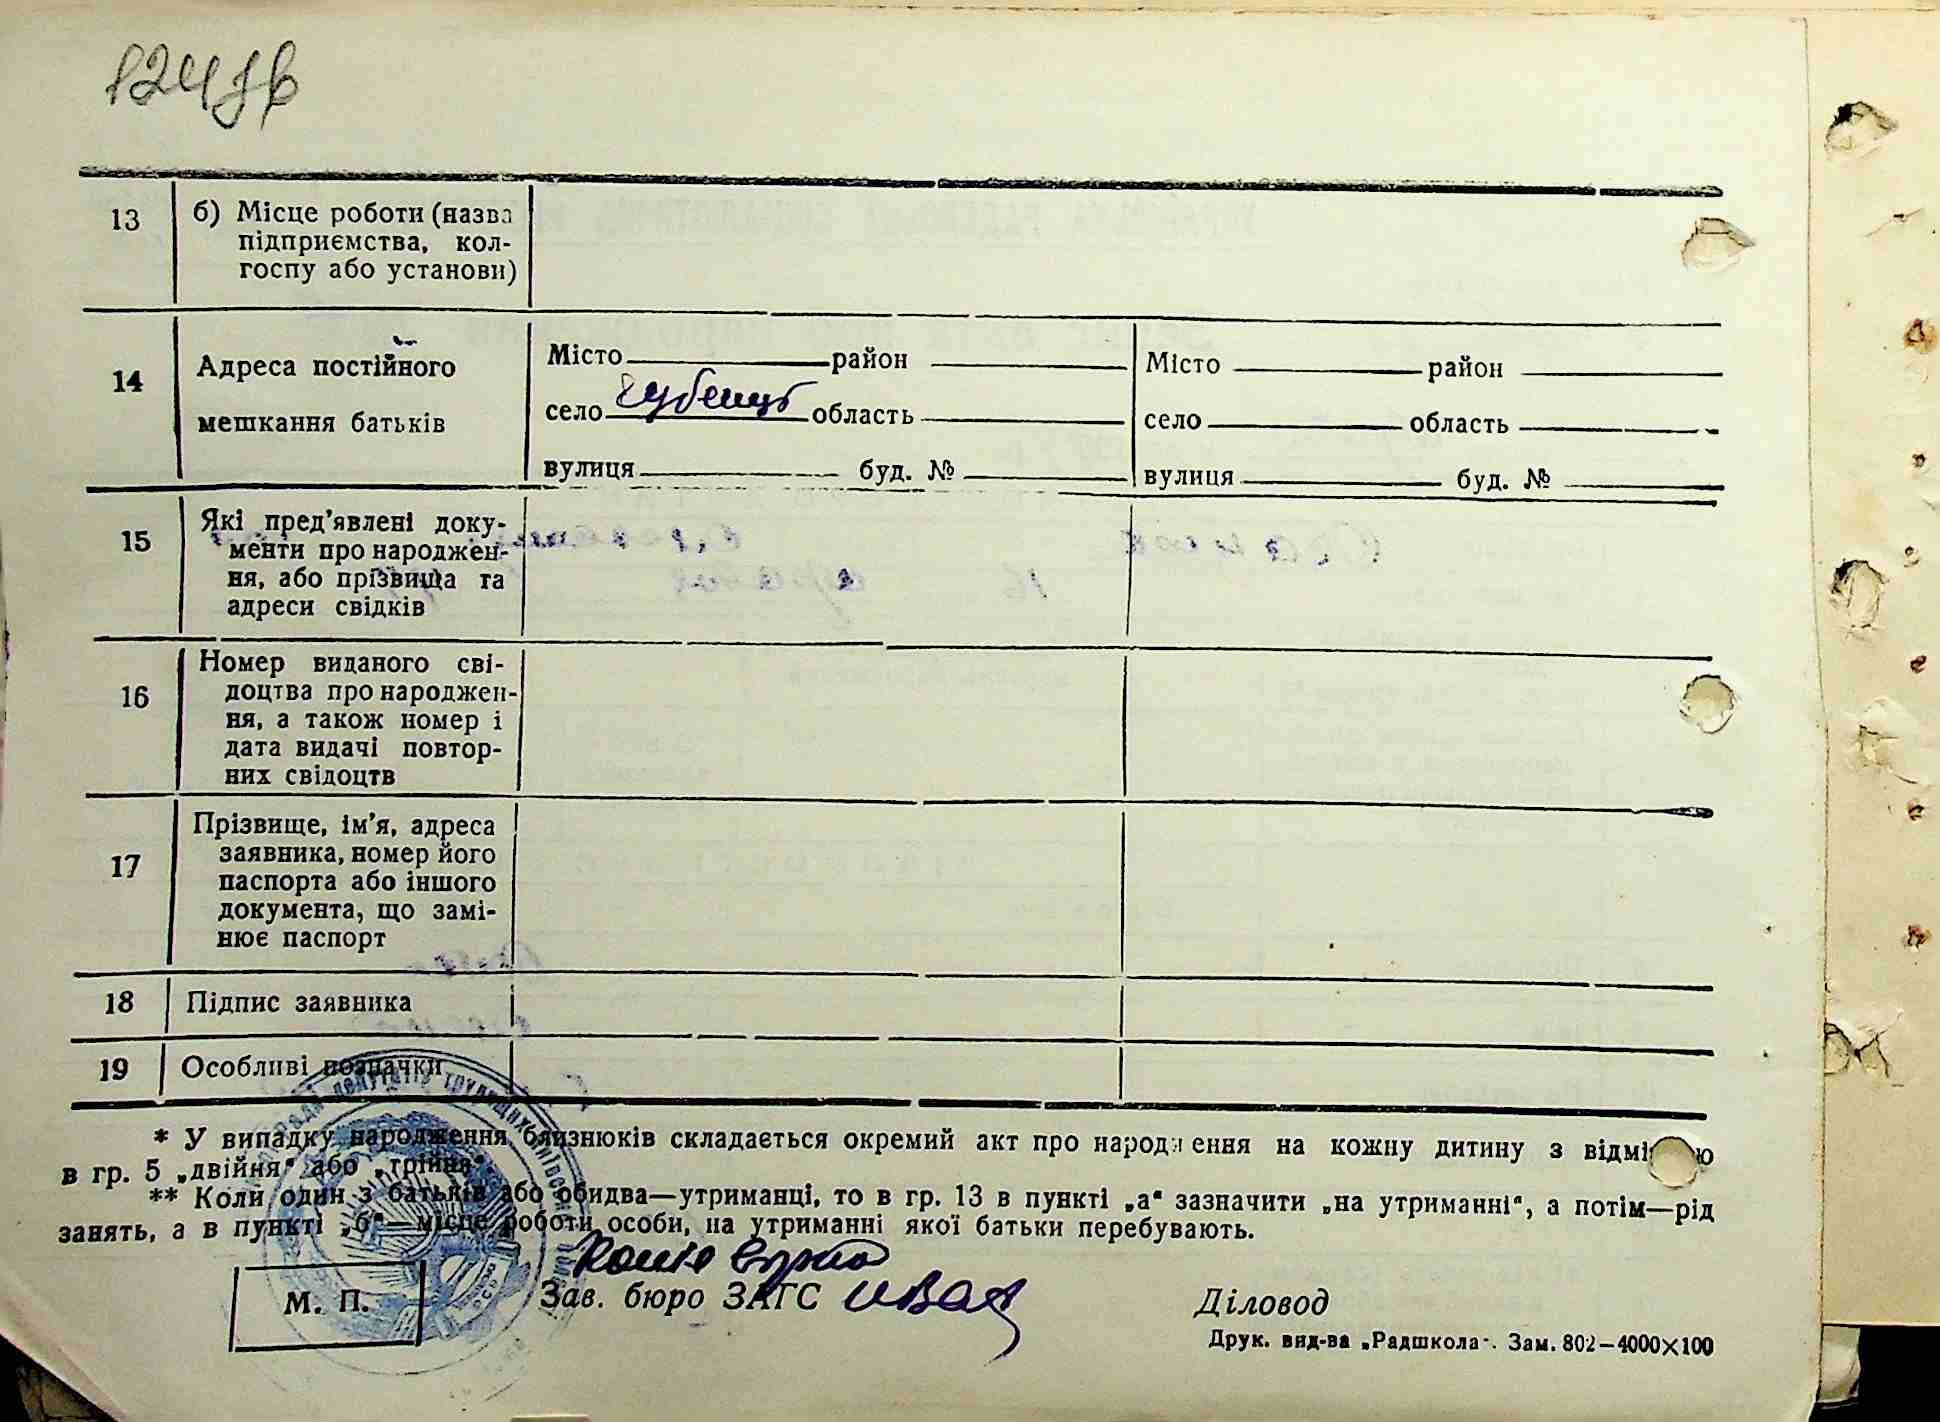 13
б) Місце роботи (назва
підприємства, кол-
госпу або установи)
14
Адреса постійного
мешкання батьків
Місто район
село область
вулиця буд. №
Місто район
село область
вулиця буд. №
15
Які пред'явлені доку-
менти про народжен-
ня, або прізвища та
адреси свідків
16
Номер виданого сві-
доцтва про народжен-
ня, а також номер і
дата видачі повтор-
них свідоцтв
17
Прізвище, ім'я, адреса
заявника, номер його
паспорта або іншого
документа, що замі-
нює паспорт
18
Підпис заявника
19
Особливі позначки
* У випадку народження близнюків складається окремий акт про народження на кожну дитину з
в гр. 5 „двійня“ або „трійня“.
** Коли один з батьків або обидва—утриманці, то в гр. 13 в пункті „а“ зазначити „на утриманні“, а потім—рід
занять, а в пункті „б“—місце роботи особи, на утриманні якої батьки перебувають.
М. П.
Зав. бюро ЗАГС
Діловод
Друк. вид-ва „Радшкола“. Зам. 802—4000×100